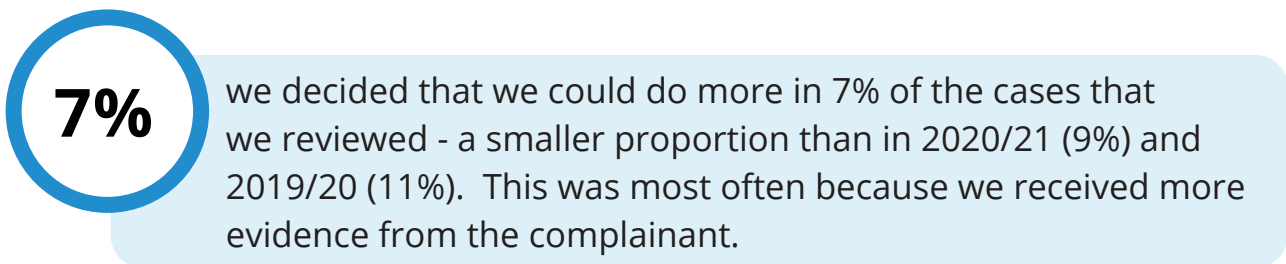 7%
we decided that we could do more in 7% of the cases that
we reviewed - a smaller proportion than in 2020/21 (9%) and
2019/20 (11%).  This was most often because we received more
evidence from the complainant.